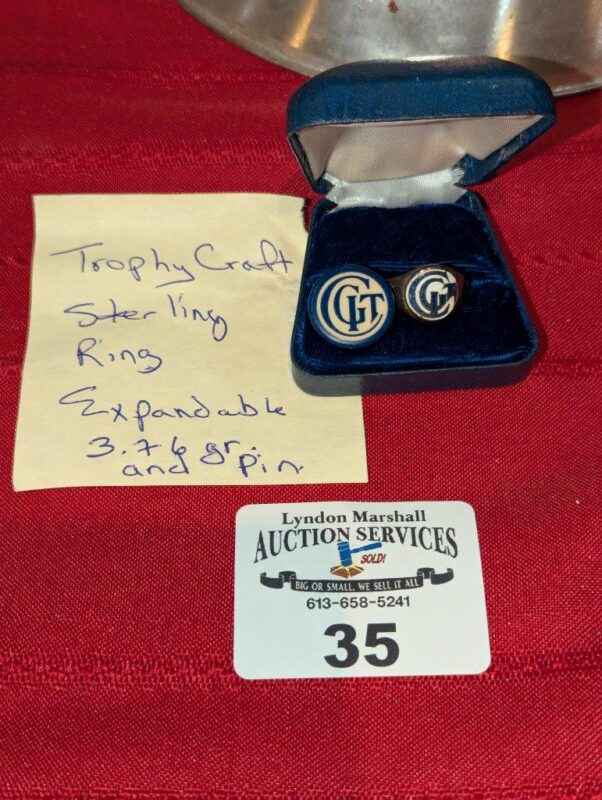 Trophy Craft
Sterling
Ring
Expandable
3.76 gr.
and pin
CGIT
CGIT
Lyndon Marshall
AUCTION SERVICES
SOLD!
BIG OR SMALL, WE SELL IT ALL
613-658-5241
35